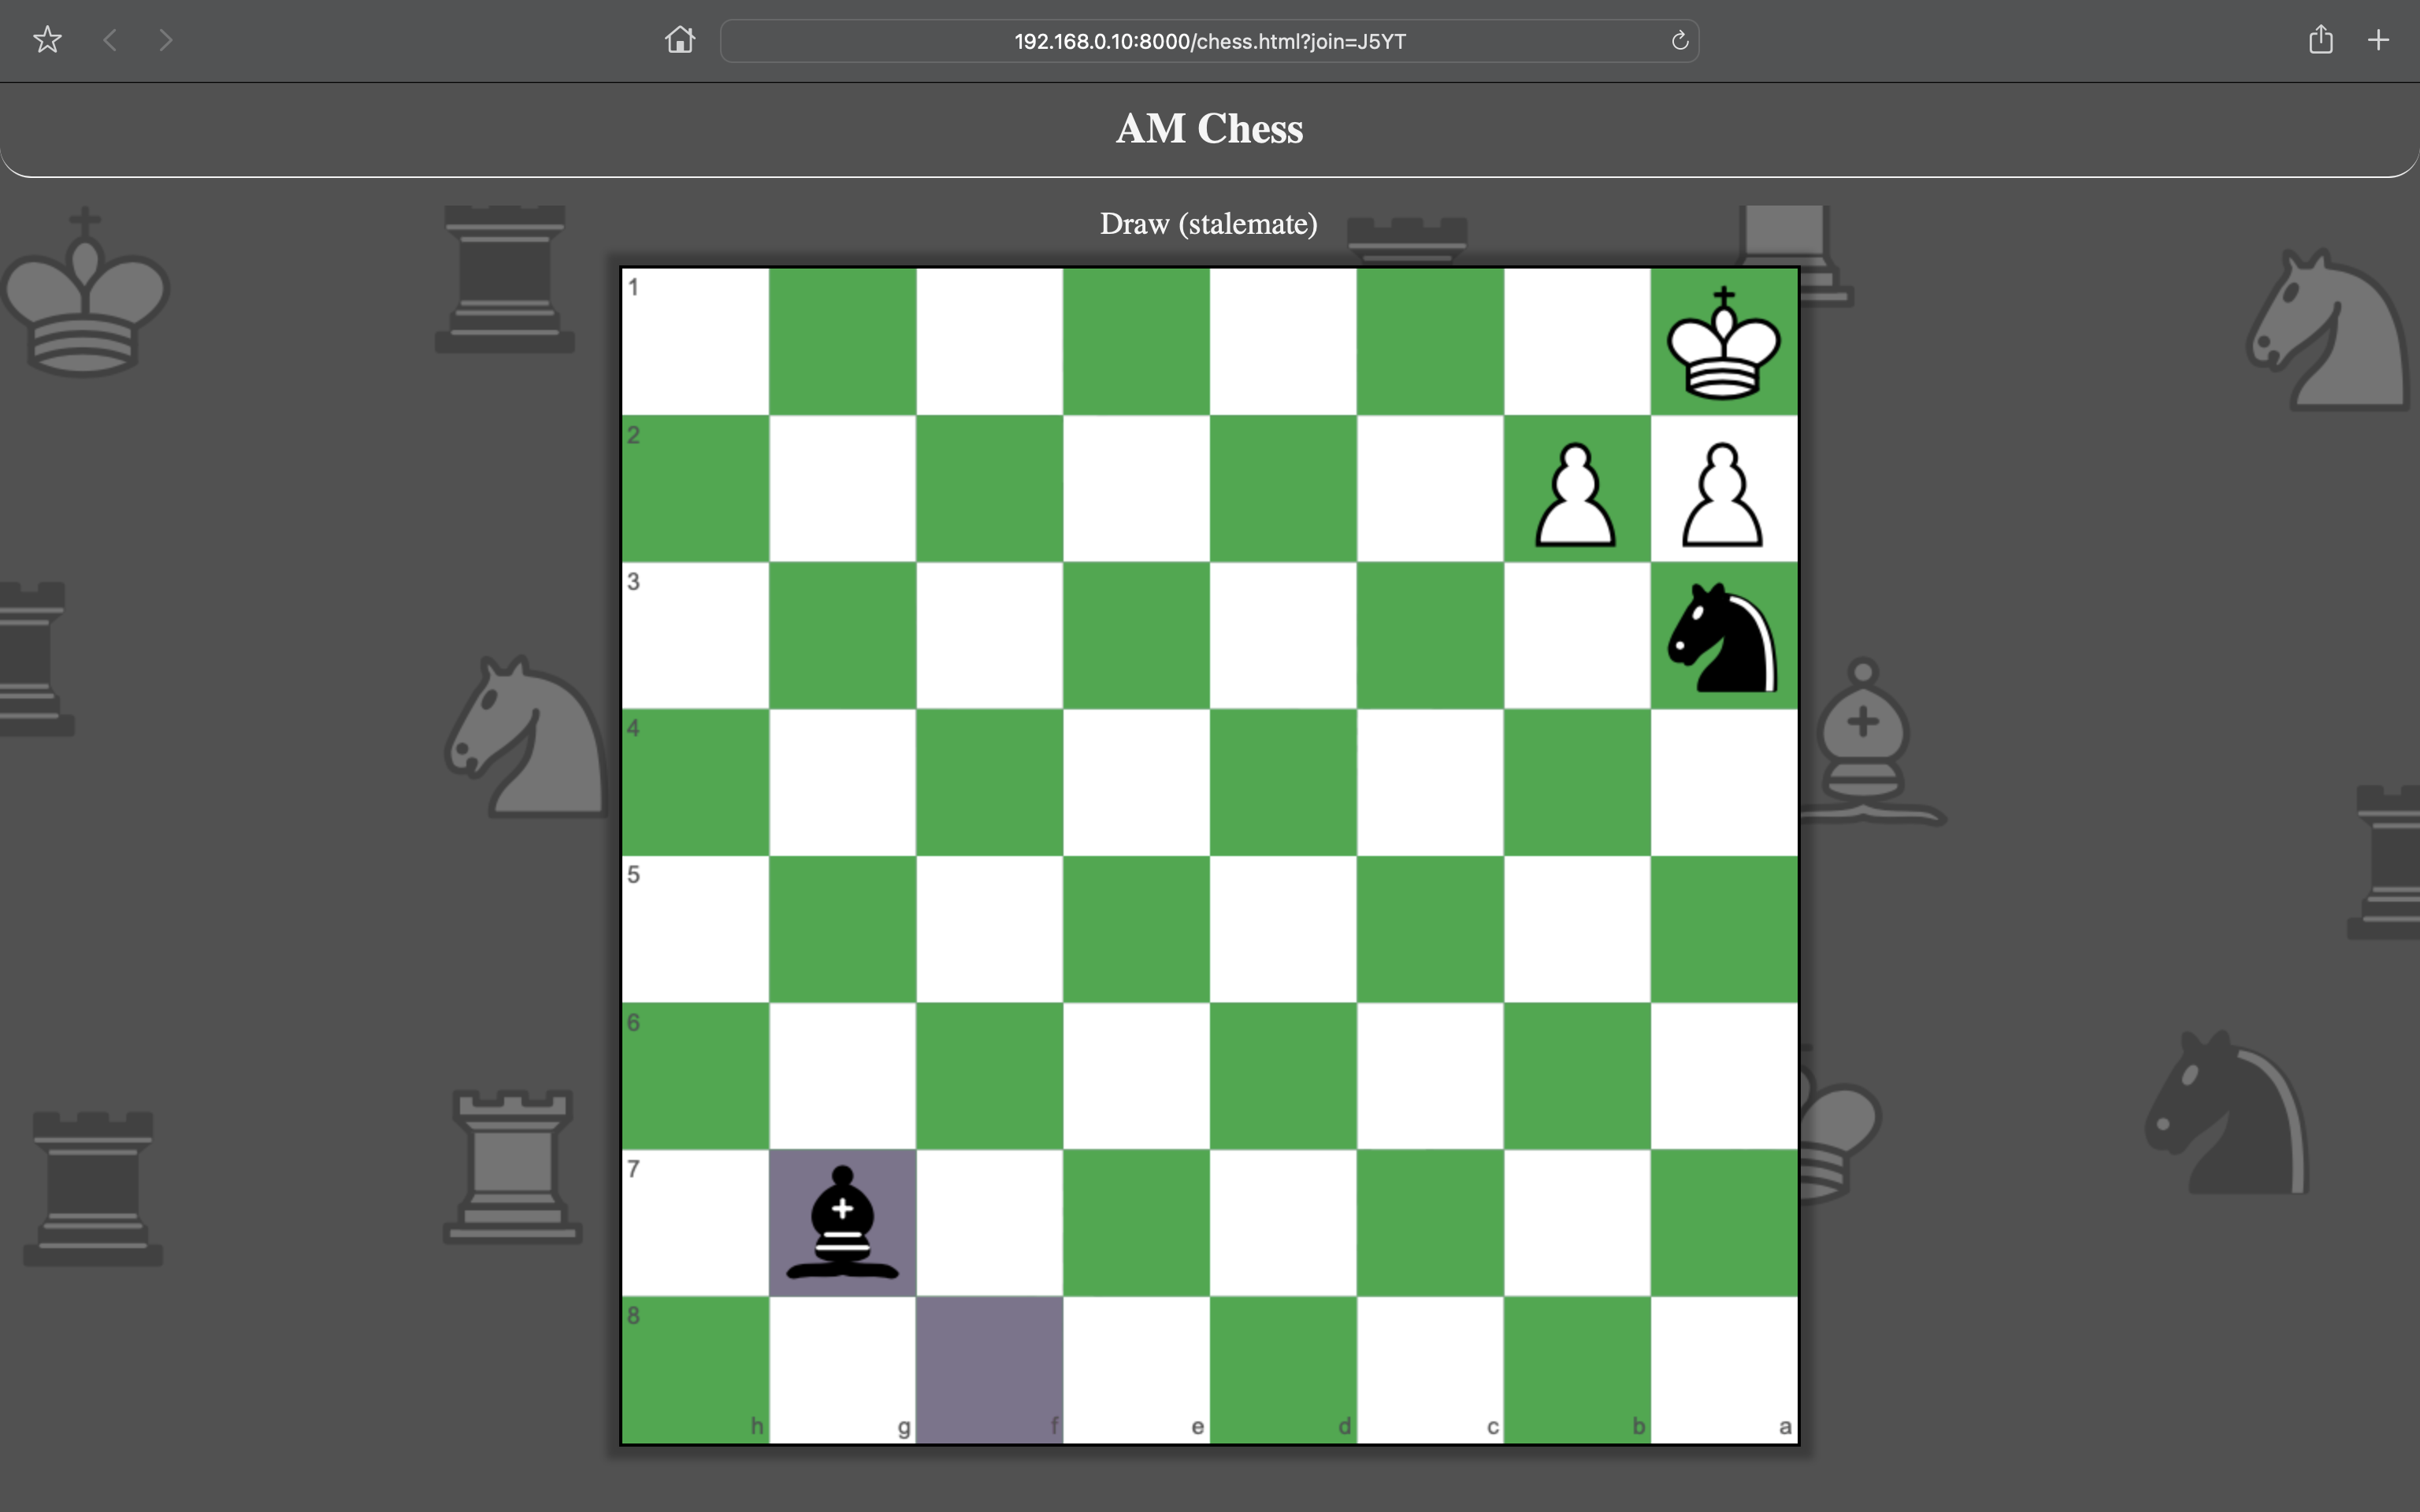 192.168.0.10:8000/chess.html?join=J5YT
AM Chess
Draw (stalemate)
1
2
3
4
5
6
7
8
h g f e d c b a